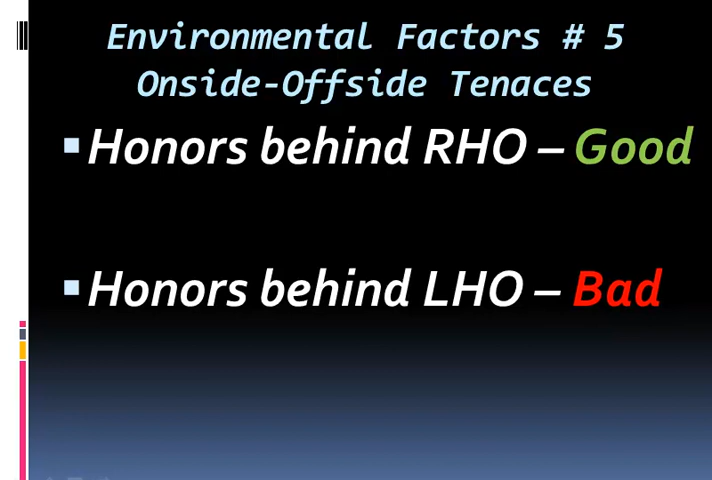 Environmental Factors # 5
Onside-Offside Tenaces
Honors behind RHO – Good
Honors behind LHO – Bad